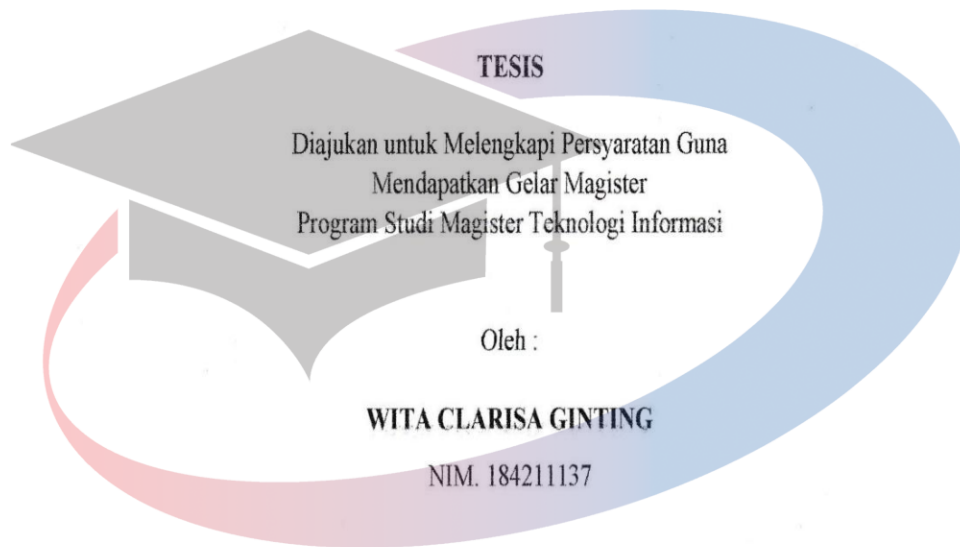 TESIS
Diajukan untuk Melengkapi Persyaratan Guna
Mendapatkan Gelar Magister
Program Studi Magister Teknologi Informasi
Oleh :
WITA CLARISA GINTING
NIM. 184211137